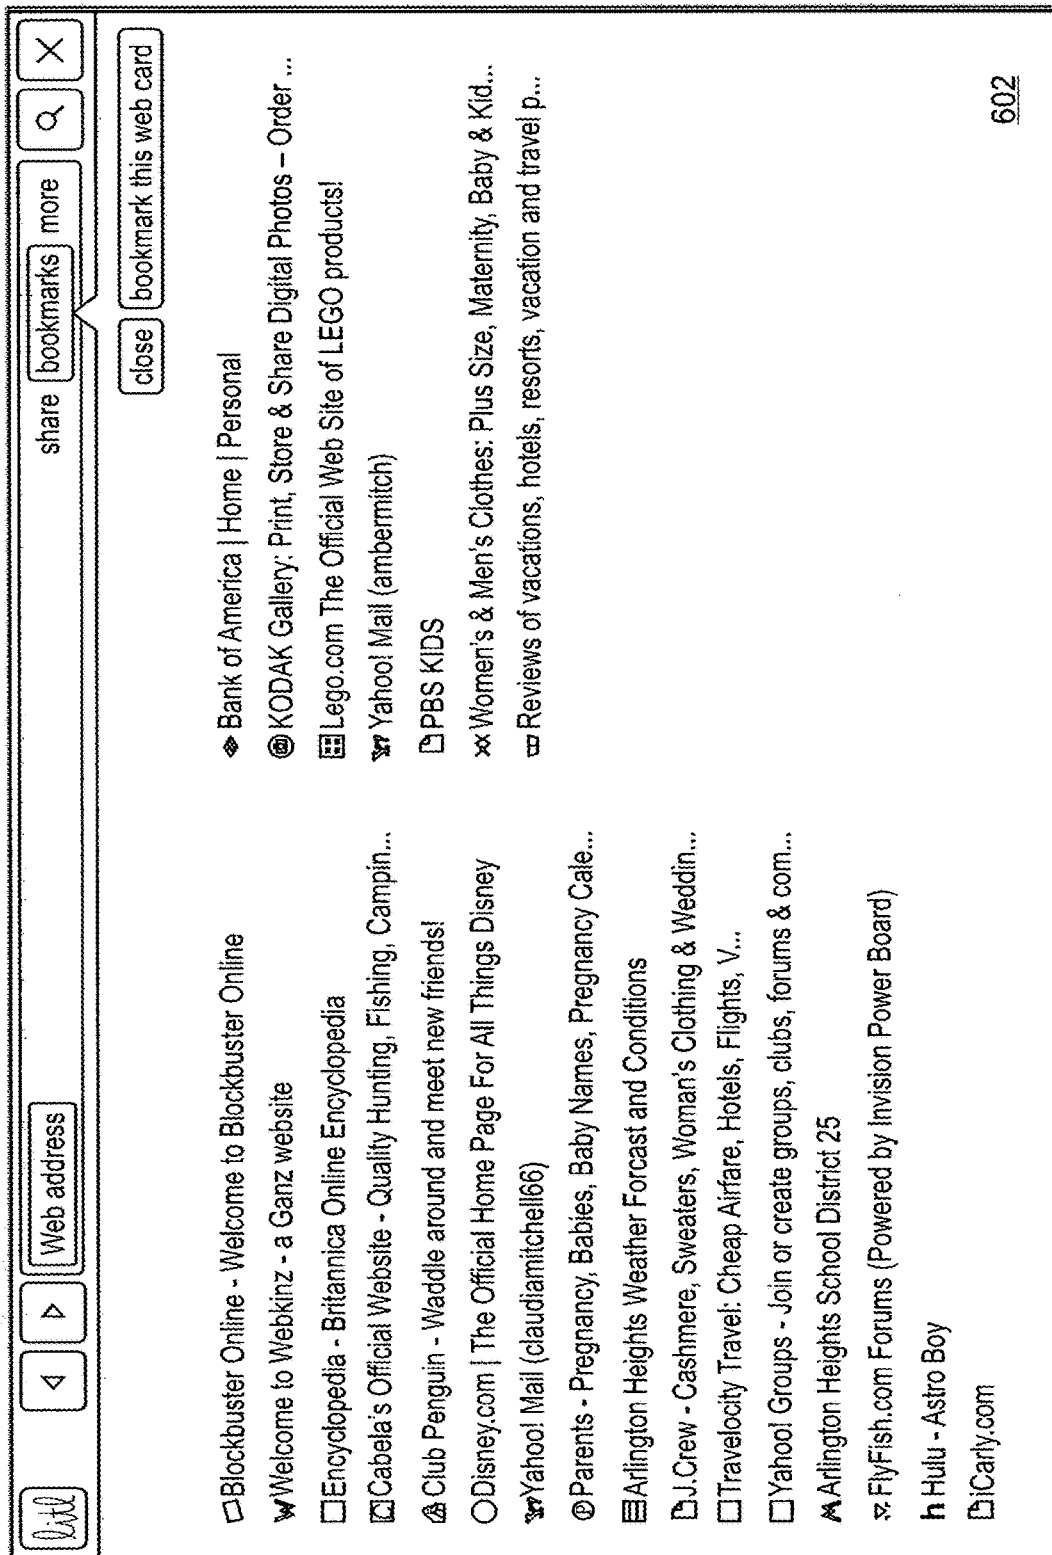 litl
Web address
share bookmarks more
close bookmark this web card
Blockbuster Online - Welcome to Blockbuster Online
Welcome to Webkinz - a Ganz website
Encyclopedia - Britannica Online Encyclopedia
Cabela's Official Website - Quality Hunting, Fishing, Campin...
Club Penguin - Waddle around and meet new friends!
Disney.com | The Official Home Page For All Things Disney
Yahoo! Mail (claudiamitchell66)
Parents - Pregnancy, Babies, Baby Names, Pregnancy Cale...
Arlington Heights Weather Forcast and Conditions
J.Crew - Cashmere, Sweaters, Woman's Clothing & Weddin...
Travelocity Travel: Cheap Airfare, Hotels, Flights, V...
Yahoo! Groups - Join or create groups, clubs, forums & com...
Arlington Heights School District 25
FlyFish.com Forums (Powered by Invision Power Board)
h Hulu - Astro Boy
iCarly.com
Bank of America | Home | Personal
KODAK Gallery: Print, Store & Share Digital Photos – Order ...
Lego.com The Official Web Site of LEGO products!
Yahoo! Mail (ambermitch)
PBS KIDS
Women's & Men's Clothes: Plus Size, Maternity, Baby & Kid...
Reviews of vacations, hotels, resorts, vacation and travel p...
602